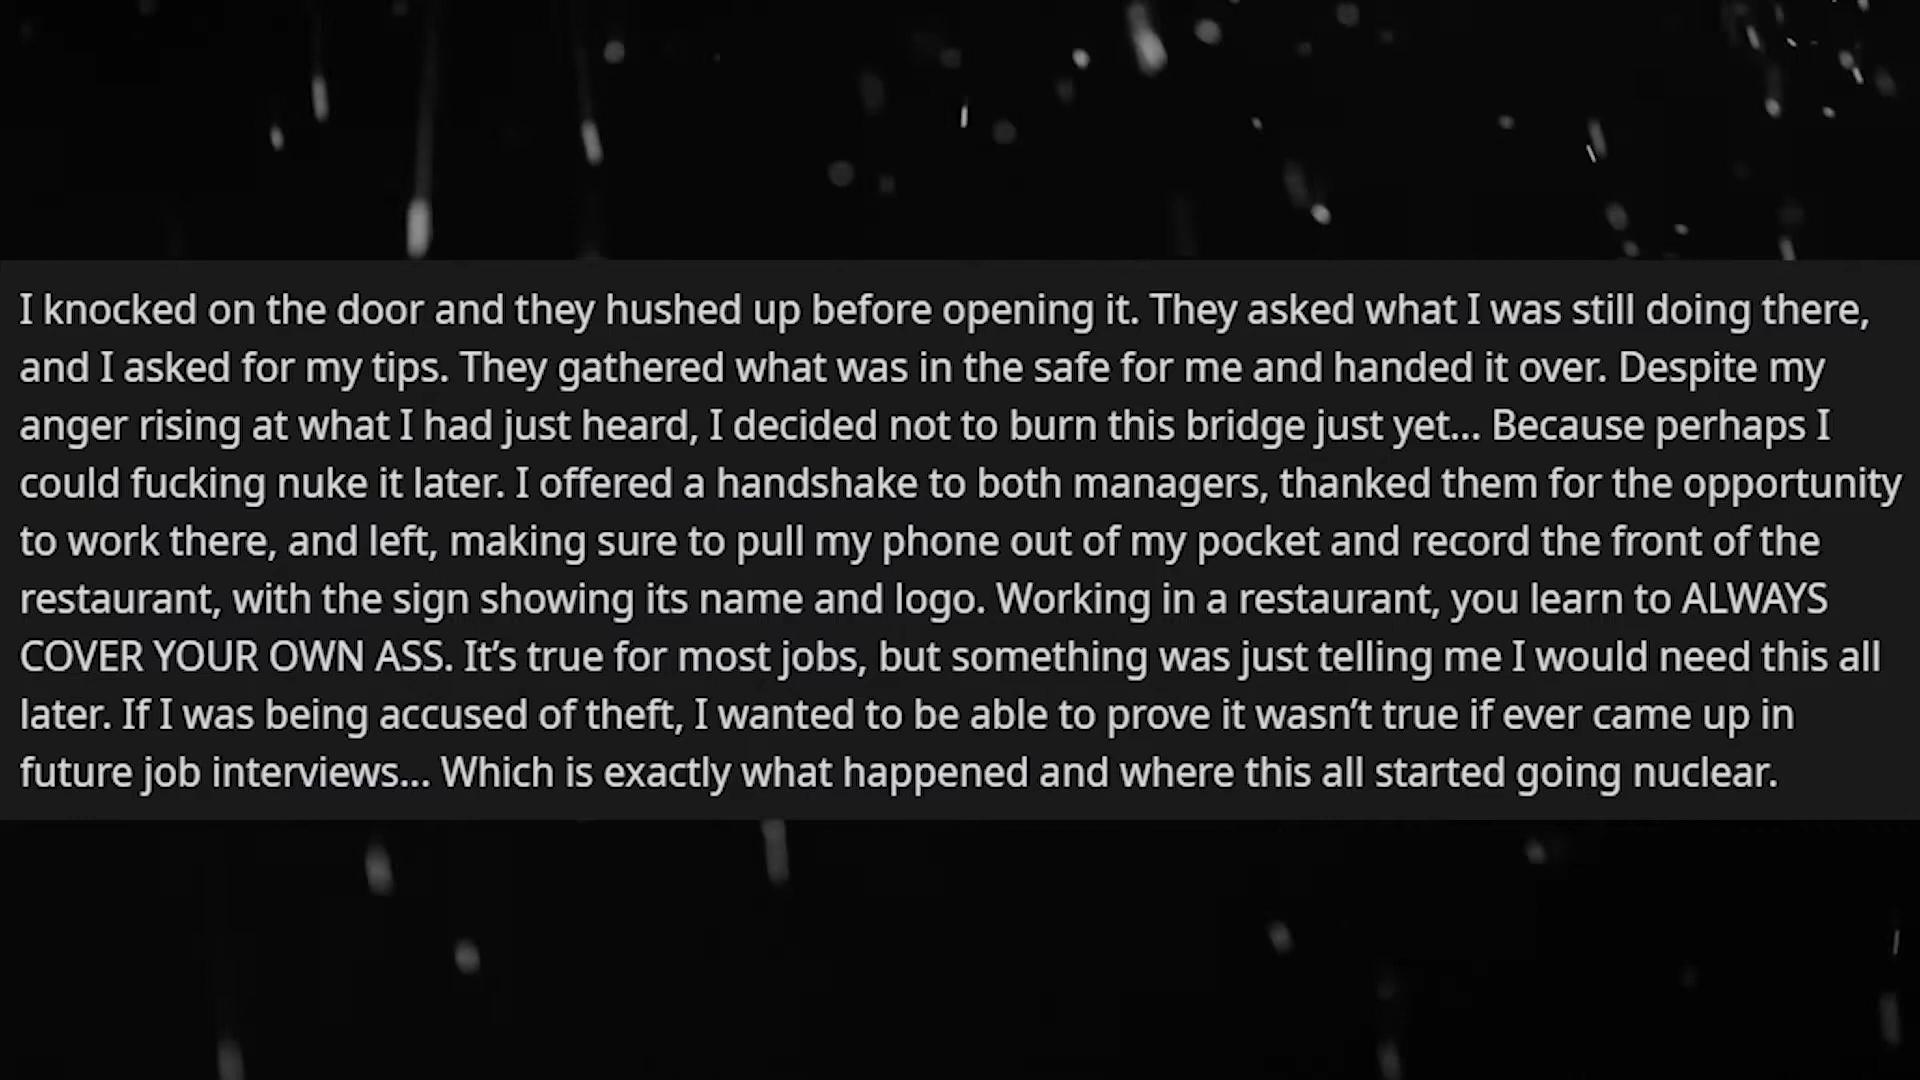 I knocked on the door and they hushed up before opening it. They asked what I was still doing there,
and I asked for my tips. They gathered what was in the safe for me and handed it over. Despite my
anger rising at what I had just heard, I decided not to burn this bridge just yet... Because perhaps I
could fucking nuke it later. I offered a handshake to both managers, thanked them for the opportunity
to work there, and left, making sure to pull my phone out of my pocket and record the front of the
restaurant, with the sign showing its name and logo. Working in a restaurant, you learn to ALWAYS
COVER YOUR OWN ASS. It’s true for most jobs, but something was just telling me I would need this all
later. If I was being accused of theft, I wanted to be able to prove it wasn’t true if ever came up in
future job interviews... Which is exactly what happened and where this all started going nuclear.